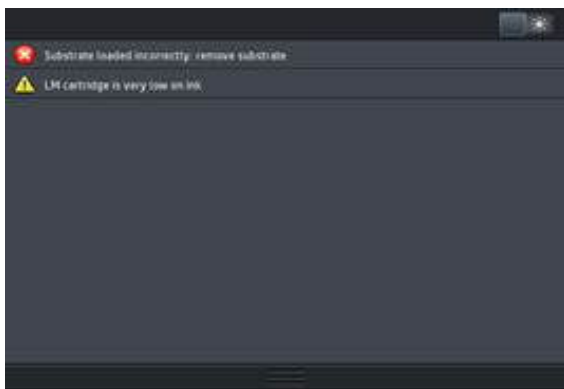 Substrate loaded incorrectly: remove substrate
LM cartridge is very low on ink